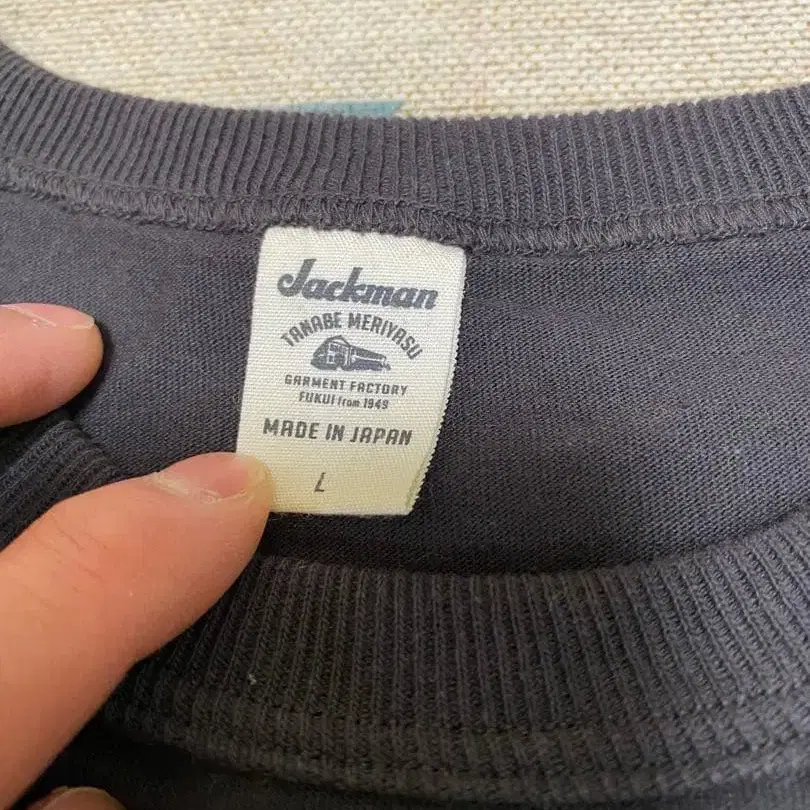 Jackman
TANABE MERIYASU
GARMENT FACTORY
FUKUI from 1949
MADE IN JAPAN
L